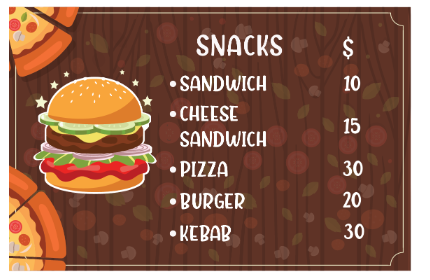 SNACKS $
• SANDWICH 10
• CHEESE
SANDWICH 15
• PIZZA 30
• BURGER 20
• KEBAB 30